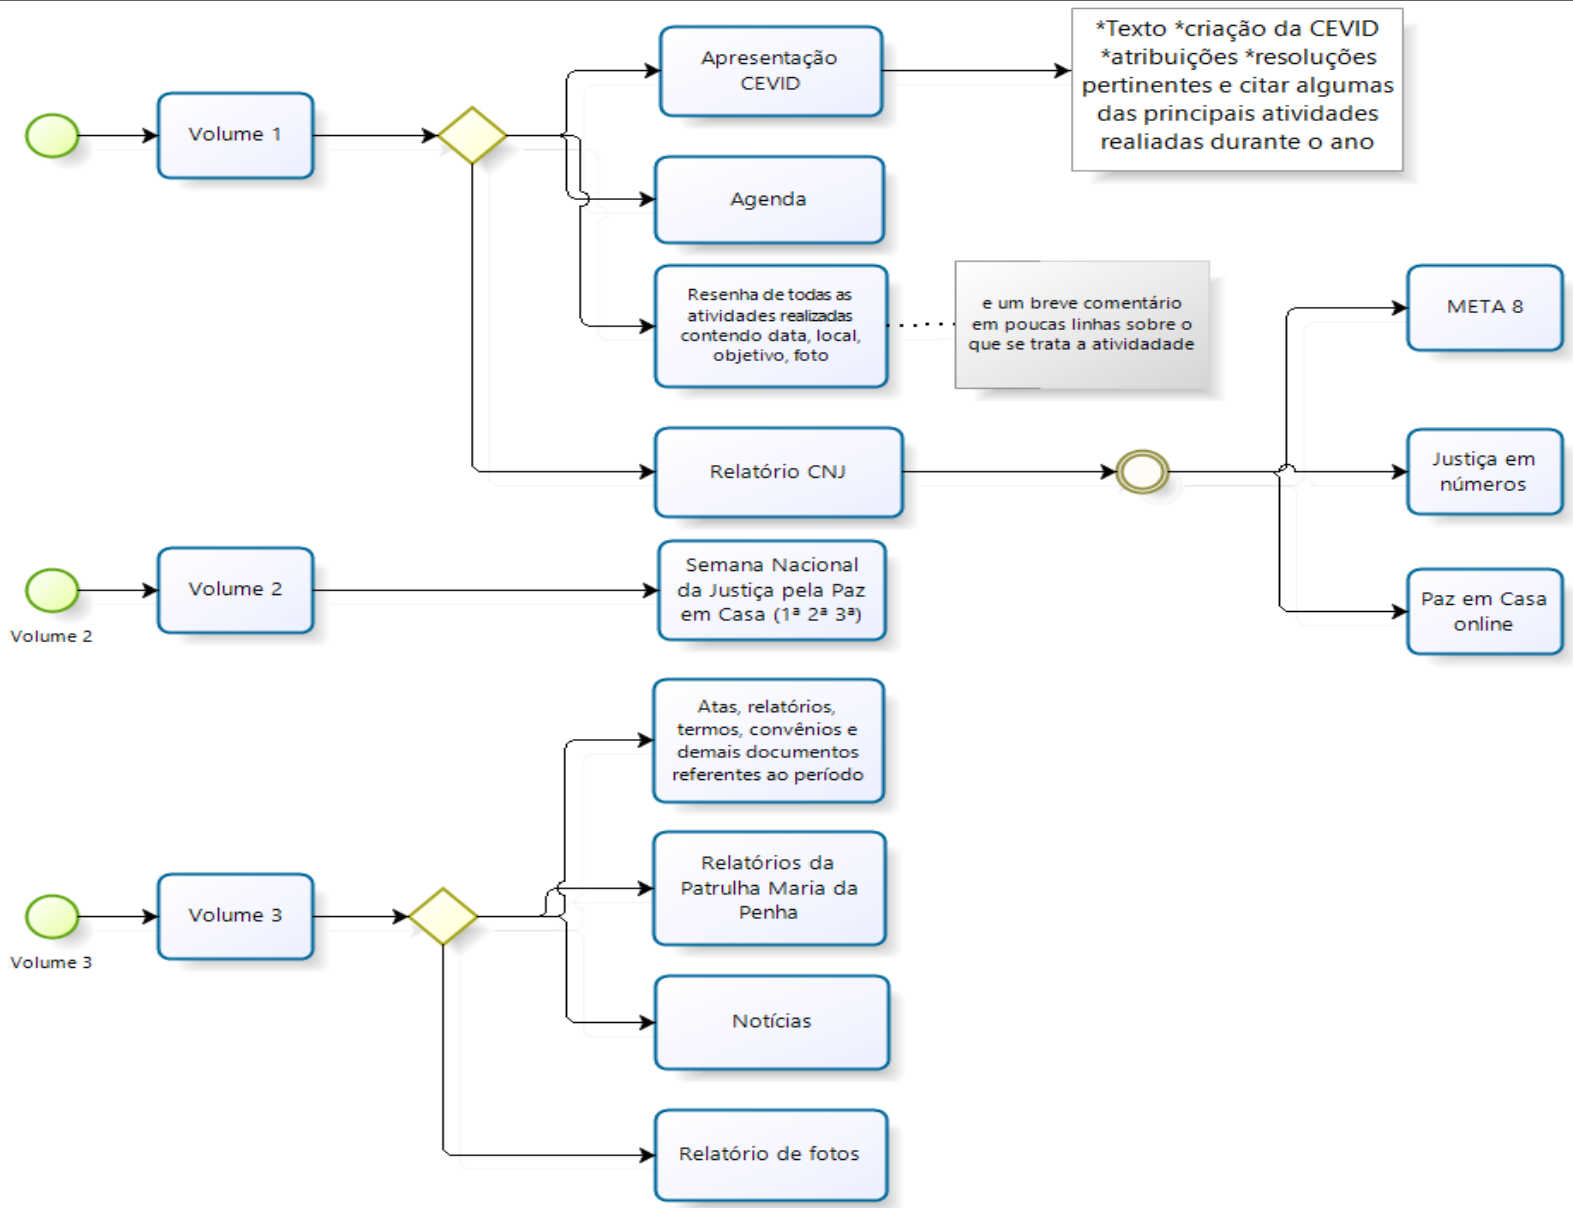 Volume 1
Apresentação
CEVID
*Texto *criação da CEVID
*atribuições *resoluções
pertinentes e citar algumas
das principais atividades
realiadas durante o ano
Agenda
Resenha de todas as
atividades realizadas
contendo data, local,
objetivo, foto
e um breve comentário
em poucas linhas sobre o
que se trata a atividadade
Relatório CNJ
META 8
Justiça em
números
Paz em Casa
online
Volume 2
Volume 2
Semana Nacional
da Justiça pela Paz
em Casa (1ª 2ª 3ª)
Volume 3
Volume 3
Atas, relatórios,
termos, convênios e
demais documentos
referentes ao período
Relatórios da
Patrulha Maria da
Penha
Notícias
Relatório de fotos